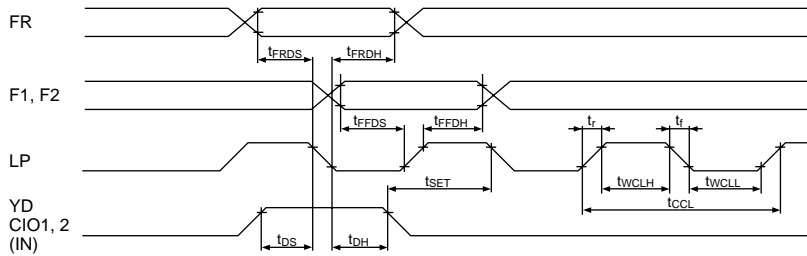 FR
tFRDS
tFRDH
F1, F2
tFFDS
tFFDH
tr
tf
LP
tSET
tWCLH
tWCLL
tCCL
YD
CIO1, 2
(IN)
tDS
tDH